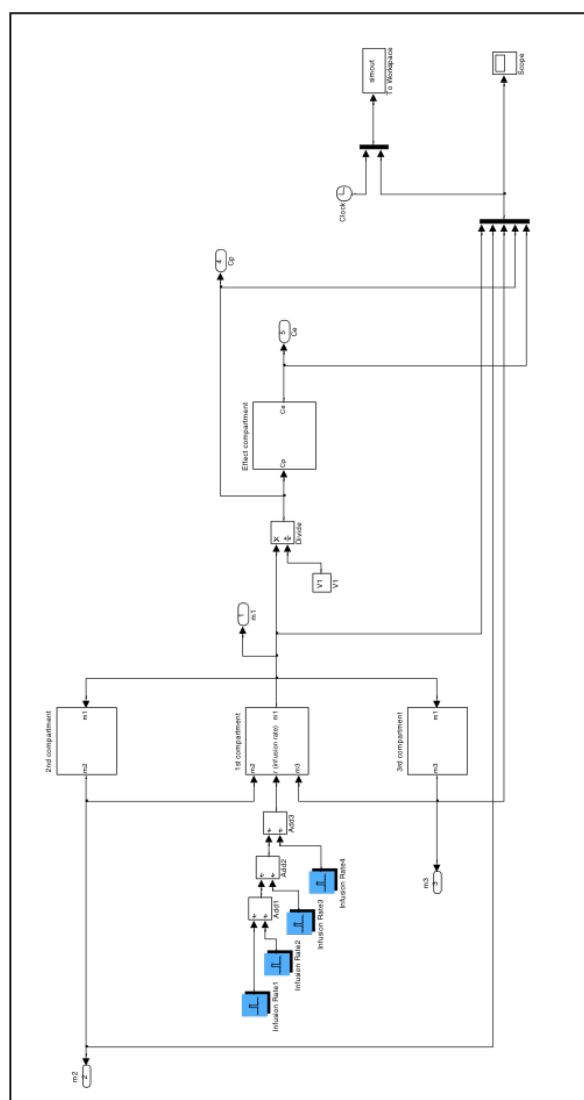 m2
2
2nd compartment
m2
m1
Infusion Rate1
Infusion Rate2
Infusion Rate3
Infusion Rate4
+
+
Add1
+
+
Add2
+
+
Add3
1st compartment
m2
r (infusion rate)
m3
m1
1
m1
V1
V1
×
÷
Divide
Effect compartment
Cp
Ce
4
Cp
5
Ce
m3
3
3rd compartment
m3
m1
Clock
simout
To Workspace
Scope